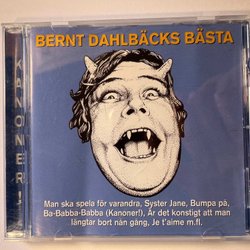 BERNT DAHLBÄCKS BÄSTA
KANONER!
Man ska spela för varandra, Syster Jane, Bumpa på,
Ba-Babba-Babba (Kanoner!), Är det konstigt att man
längtar bort nån gång, Je t'aime m.fl.